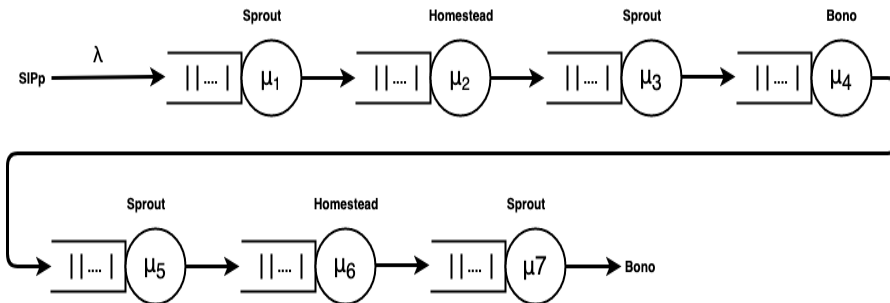 Sprout Homestead Sprout Bono
SIPp λ ||....| μ1 ||....| μ2 ||....| μ3 ||....| μ4
Sprout Homestead Sprout
||....| μ5 ||....| μ6 ||....| μ7 Bono